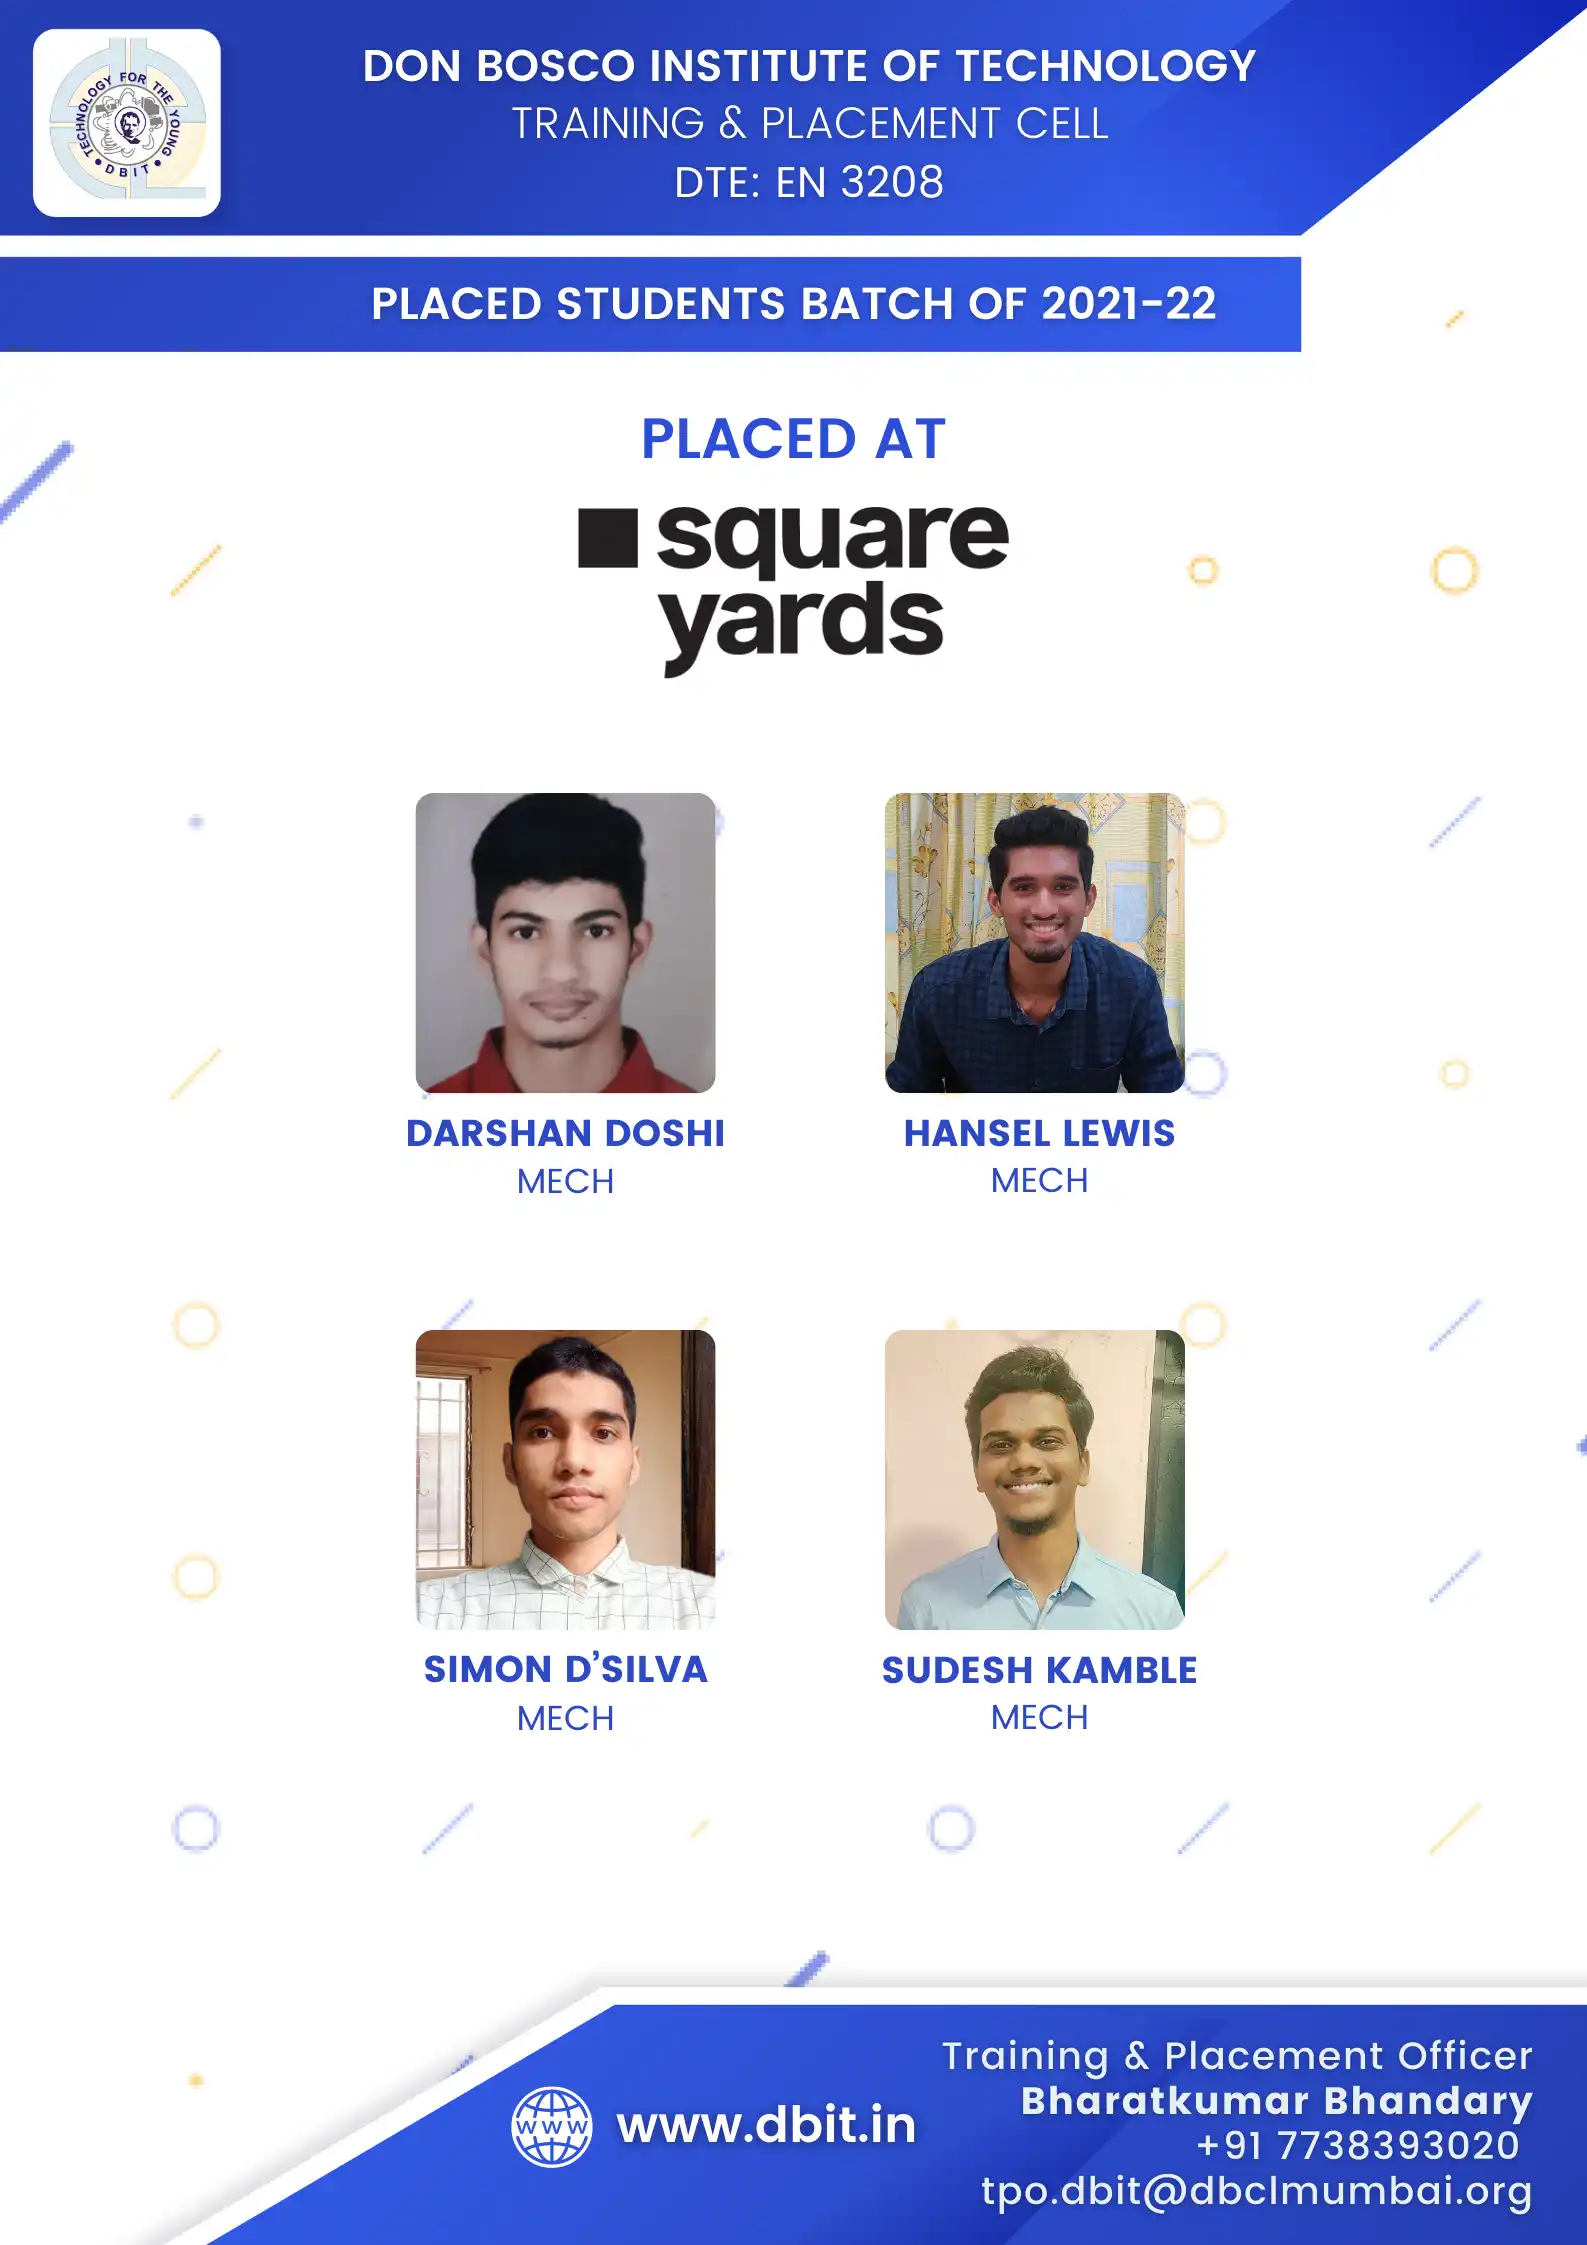 TECHNOLOGY FOR THE YOUNG
DBIT
DON BOSCO INSTITUTE OF TECHNOLOGY
TRAINING & PLACEMENT CELL
DTE: EN 3208
PLACED STUDENTS BATCH OF 2021-22
PLACED AT
square
yards
DARSHAN DOSHI
MECH
HANSEL LEWIS
MECH
SIMON D'SILVA
MECH
SUDESH KAMBLE
MECH
WWW
www.dbit.in
Training & Placement Officer
Bharatkumar Bhandary
+91 7738393020
tpo.dbit@dbclmumbai.org